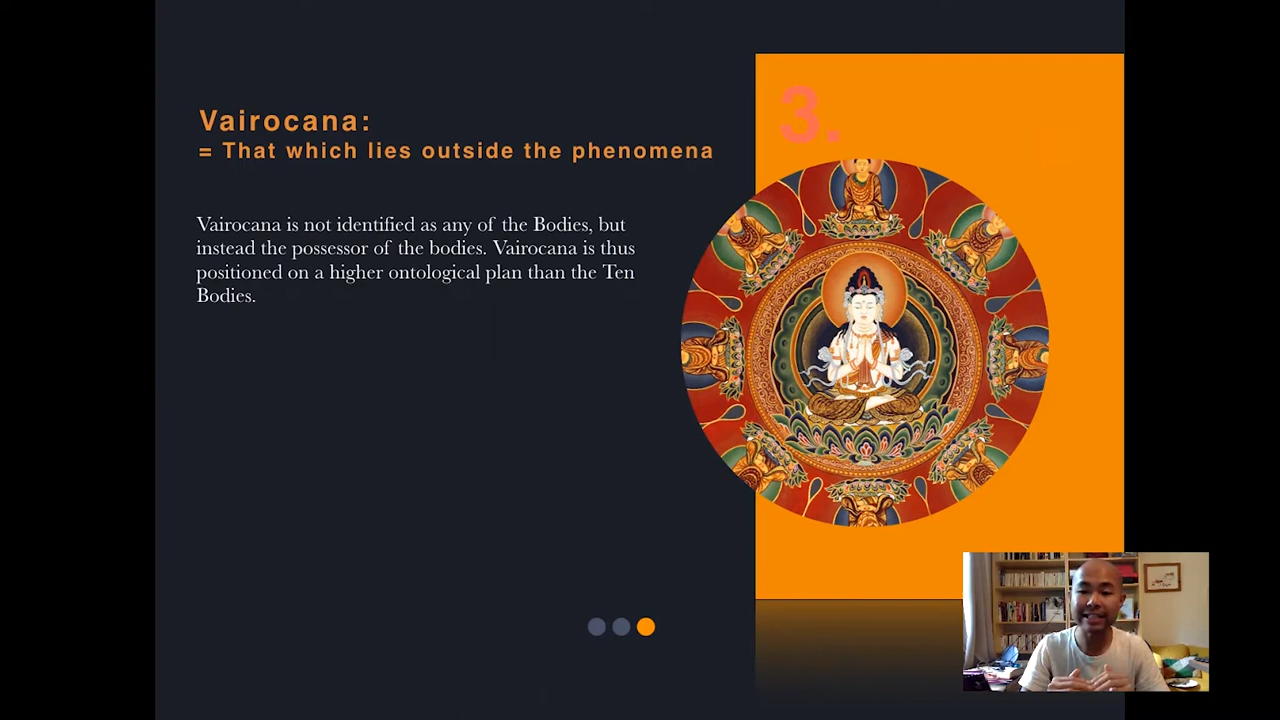 Vairocana:
= That which lies outside the phenomena
3.
Vairocana is not identified as any of the Bodies, but
instead the possessor of the bodies. Vairocana is thus
positioned on a higher ontological plan than the Ten
Bodies.